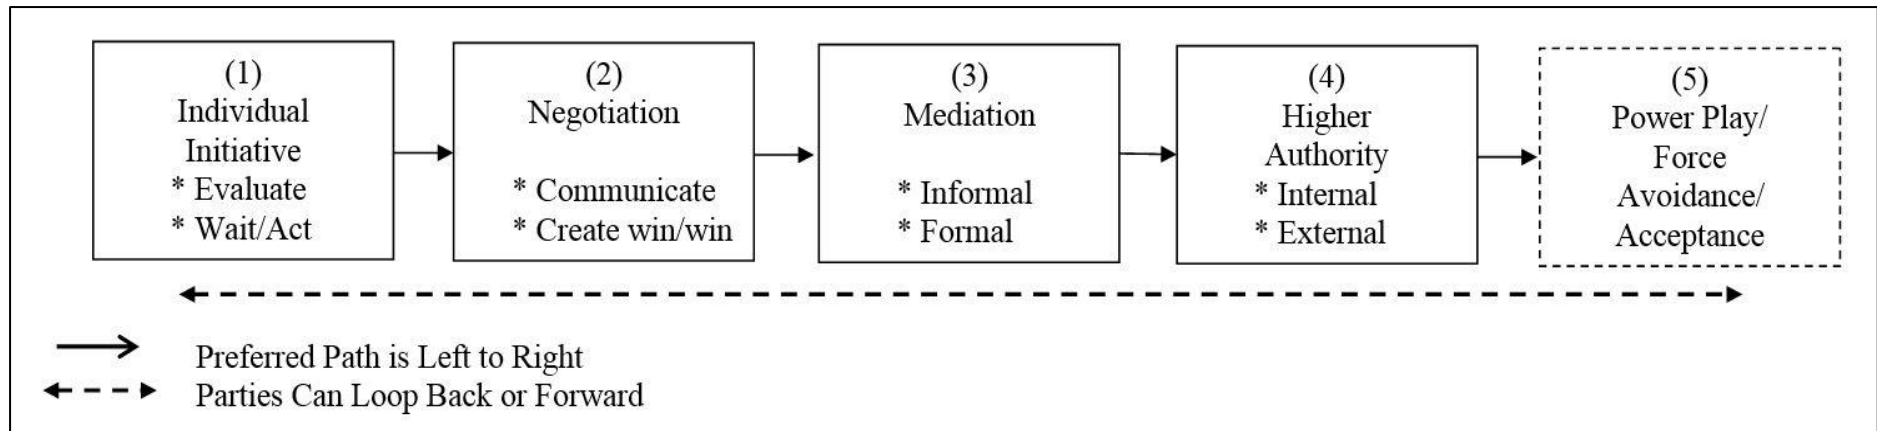 (1)
Individual
Initiative
* Evaluate
* Wait/Act
(2)
Negotiation
* Communicate
* Create win/win
(3)
Mediation
* Informal
* Formal
(4)
Higher
Authority
* Internal
* External
(5)
Power Play/
Force
Avoidance/
Acceptance
Preferred Path is Left to Right
Parties Can Loop Back or Forward